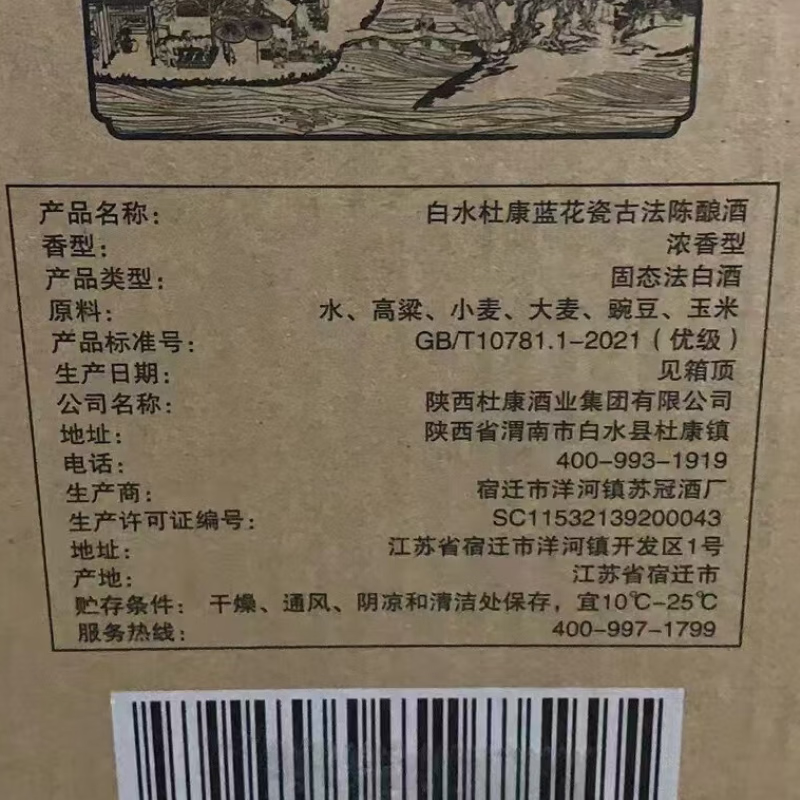 产品名称： 白水杜康蓝花瓷古法陈酿酒
香型： 浓香型
产品类型： 固态法白酒
原料： 水、高粱、小麦、大麦、豌豆、玉米
产品标准号： GB/T10781.1-2021（优级）
生产日期： 见箱顶
公司名称： 陕西杜康酒业集团有限公司
地址： 陕西省渭南市白水县杜康镇
电话： 400-993-1919
生产商： 宿迁市洋河镇苏冠酒厂
生产许可证编号： SC11532139200043
地址： 江苏省宿迁市洋河镇开发区1号
产地： 江苏省宿迁市
贮存条件： 干燥、通风、阴凉和清洁处保存，宜10℃-25℃
服务热线： 400-997-1799